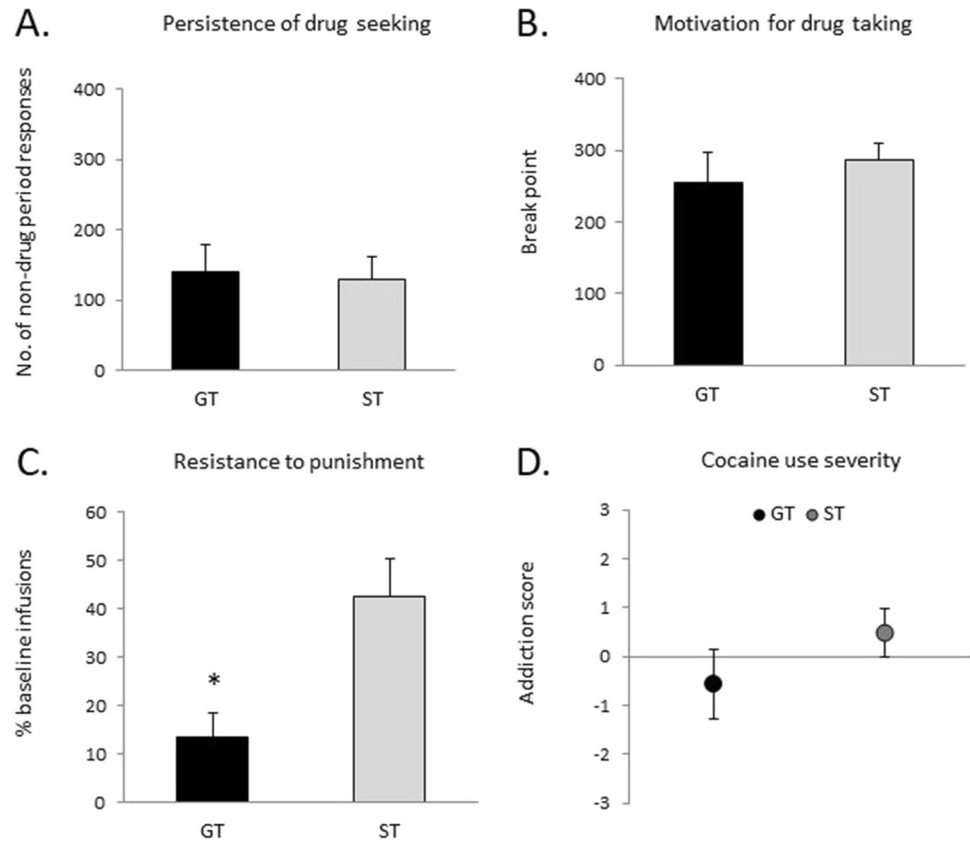 A.
Persistence of drug seeking
No. of non-drug period responses
400
300
200
100
0
GT
ST
B.
Motivation for drug taking
Break point
400
300
200
100
0
GT
ST
C.
Resistance to punishment
% baseline infusions
60
50
40
30
20
10
0
*
GT
ST
D.
Cocaine use severity
Addiction score
GT ST
3
2
1
0
-1
-2
-3